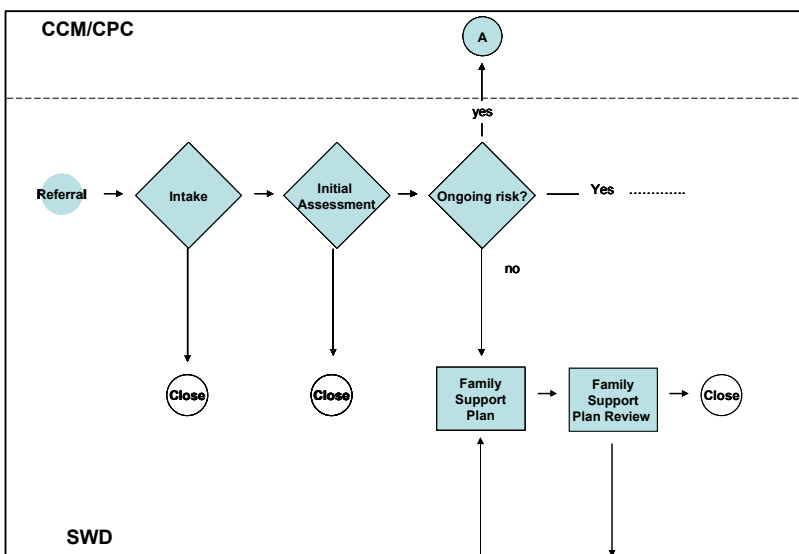 CCM/CPC
A
yes
Referral
Intake
Initial
Assessment
Ongoing risk?
Yes ............
no
Close
Close
Family
Support
Plan
Family
Support
Plan Review
Close
SWD